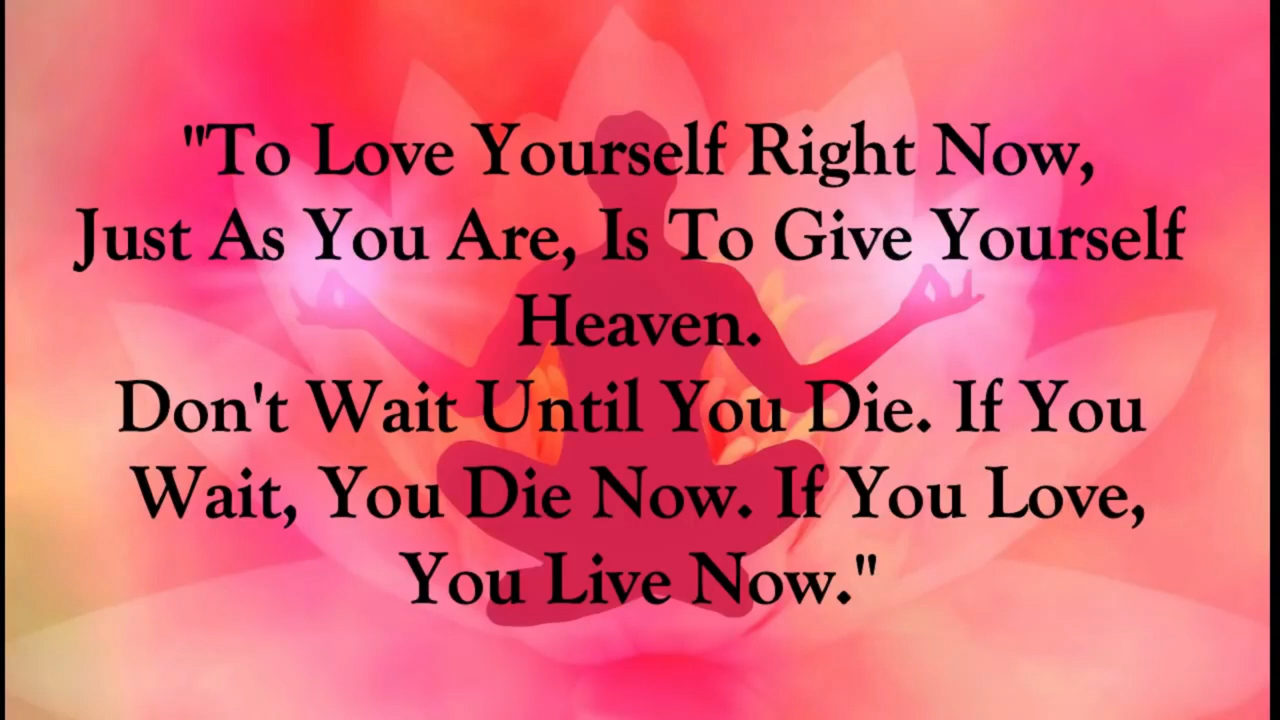 "To Love Yourself Right Now,
Just As You Are, Is To Give Yourself
Heaven.
Don't Wait Until You Die. If You
Wait, You Die Now. If You Love,
You Live Now."